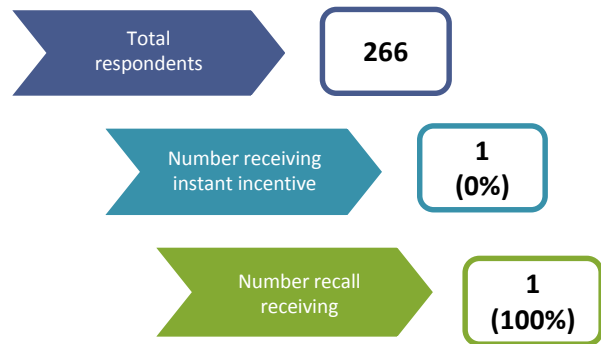 Total
respondents
266
Number receiving
instant incentive
1
(0%)
Number recall
receiving
1
(100%)